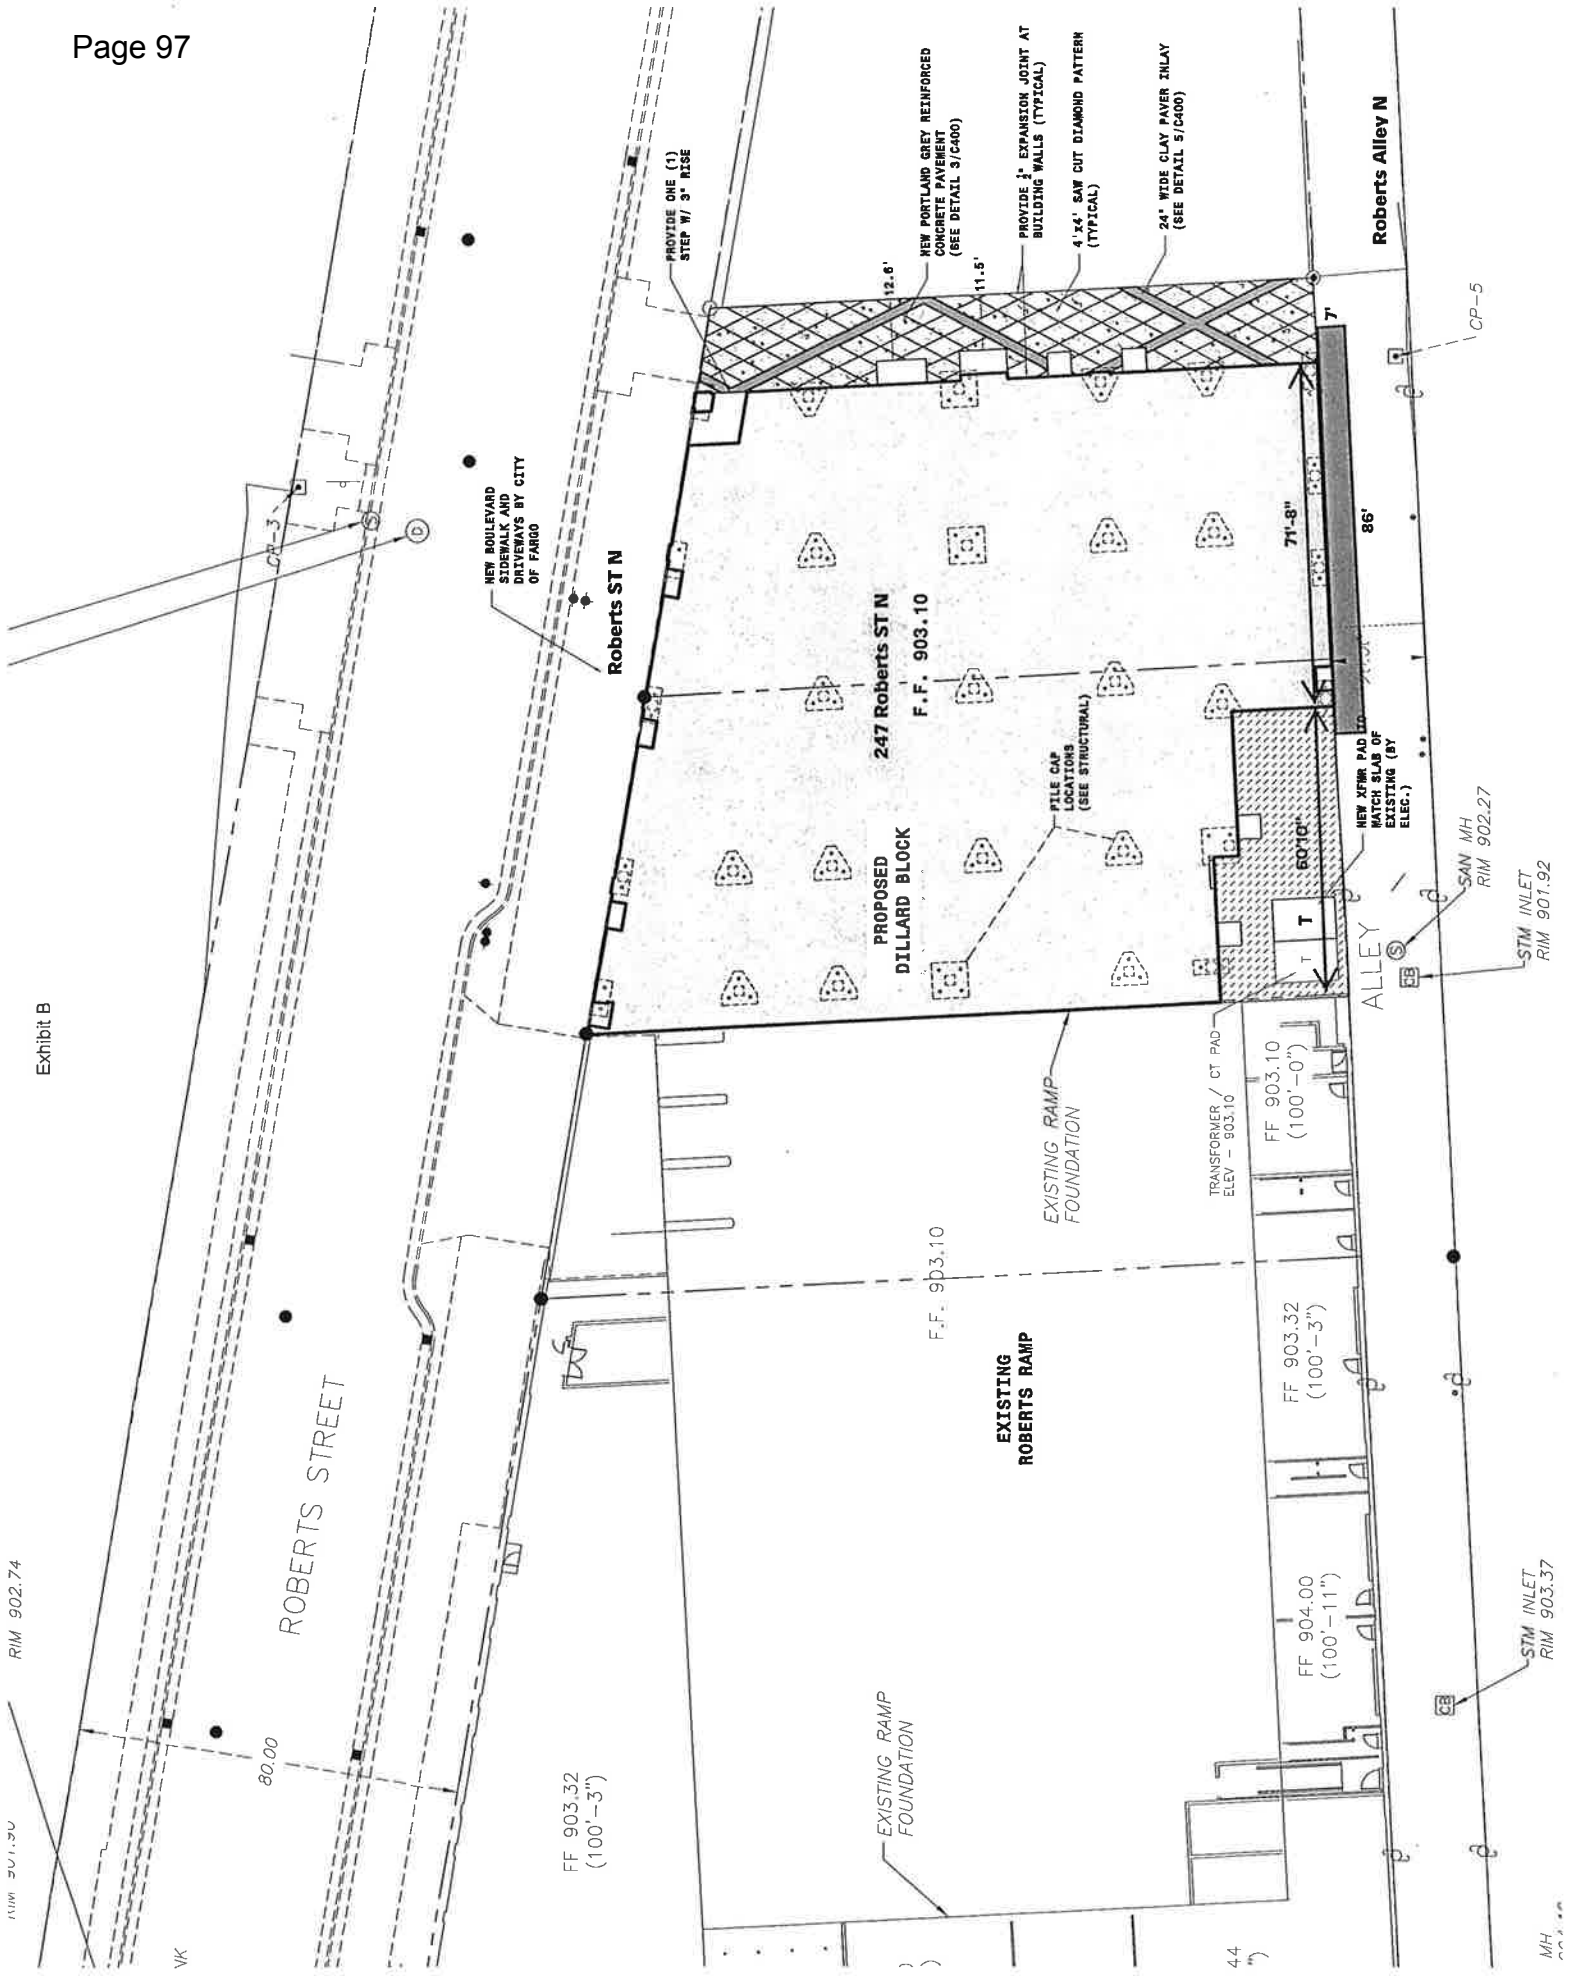 Page 97
Exhibit B
RIM 902.74
ROBERTS STREET
80.00
CP-3
S
D
NEW BOULEVARD
SIDEWALK AND
DRIVEWAYS BY CITY
OF FARGO
Roberts ST N
PROVIDE ONE (1)
STEP W/ 3" RISE
NEW PORTLAND GREY REINFORCED
CONCRETE PAVEMENT
(SEE DETAIL 3/C400)
PROVIDE ½" EXPANSION JOINT AT
BUILDING WALLS (TYPICAL)
4'x4' SAW CUT DIAMOND PATTERN
(TYPICAL)
24" WIDE CLAY PAVER INLAY
(SEE DETAIL 5/C400)
12.6'
11.5'
Roberts Alley N
CP-5
7'
86'
71'-8"
247 Roberts ST N
F.F. 903.10
PILE CAP
LOCATIONS
(SEE STRUCTURAL)
PROPOSED
DILLARD BLOCK
60'10"
T
T
NEW XFMR PAD TO
MATCH SLAB OF
EXISTING (BY
ELEC.)
ALLEY
S
SAN MH
RIM 902.27
CB
STM INLET
RIM 901.92
TRANSFORMER / CT PAD
ELEV - 903.10
EXISTING RAMP
FOUNDATION
FF 903.10
(100'-0")
F.F. 903.10
EXISTING
ROBERTS RAMP
FF 903.32
(100'-3")
FF 904.00
(100'-11")
CB
STM INLET
RIM 903.37
EXISTING RAMP
FOUNDATION
FF 903.32
(100'-3")
VK
44
")
MH